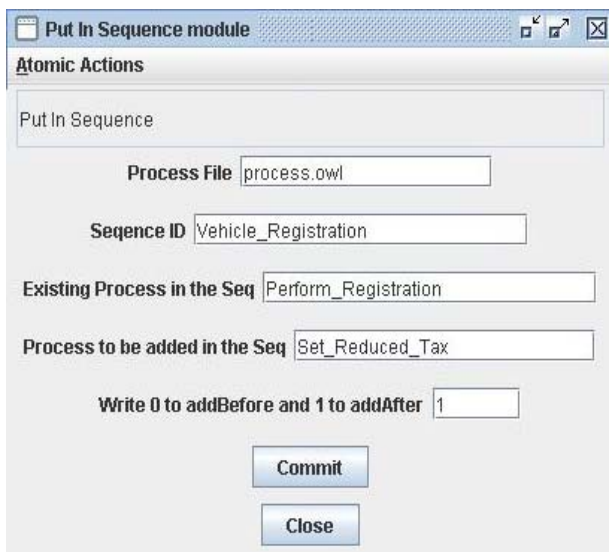 Put In Sequence module
Atomic Actions
Put In Sequence
Process File process.owl
Seqence ID Vehicle_Registration
Existing Process in the Seq Perform_Registration
Process to be added in the Seq Set_Reduced_Tax
Write 0 to addBefore and 1 to addAfter 1
Commit
Close